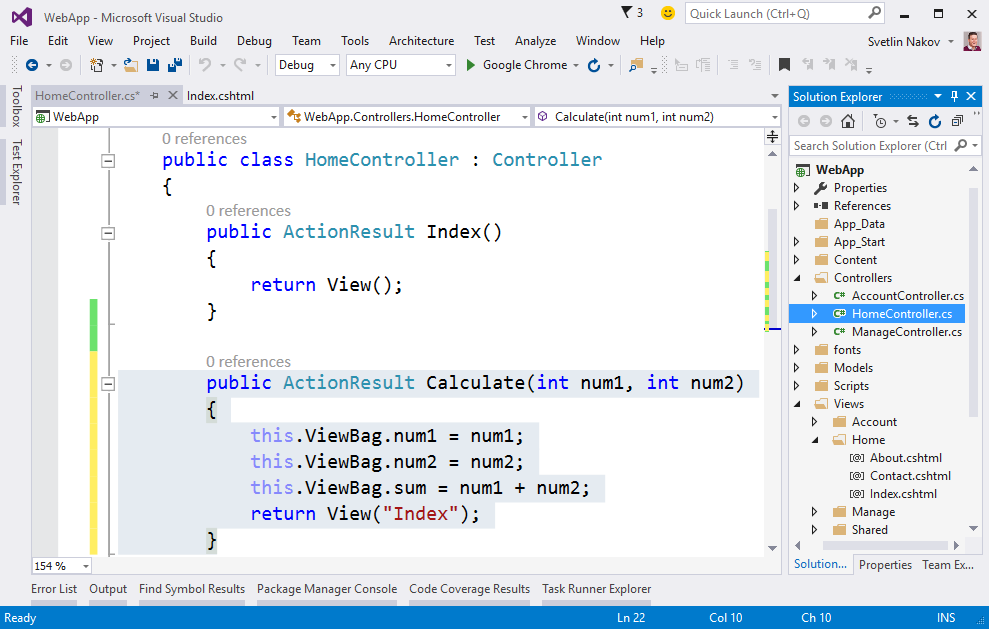 WebApp - Microsoft Visual Studio
3
Quick Launch (Ctrl+Q)
File Edit View Project Build Debug Team Tools Architecture Test Analyze Window Help
Svetlin Nakov
Debug Any CPU Google Chrome
Toolbox
Test Explorer
HomeController.cs* Index.cshtml
WebApp WebApp.Controllers.HomeController Calculate(int num1, int num2)
0 references
public class HomeController : Controller
{
0 references
public ActionResult Index()
{
return View();
}
0 references
public ActionResult Calculate(int num1, int num2)
{
this.ViewBag.num1 = num1;
this.ViewBag.num2 = num2;
this.ViewBag.sum = num1 + num2;
return View("Index");
}
154 %
Solution Explorer
Search Solution Explorer (Ctrl
WebApp
Properties
References
App_Data
App_Start
Content
Controllers
C# AccountController.cs
C# HomeController.cs
C# ManageController.cs
fonts
Models
Scripts
Views
Account
Home
[@] About.cshtml
[@] Contact.cshtml
[@] Index.cshtml
Manage
Shared
Solution... Properties Team Ex...
Error List Output Find Symbol Results Package Manager Console Code Coverage Results Task Runner Explorer
Ready Ln 22 Col 10 Ch 10 INS